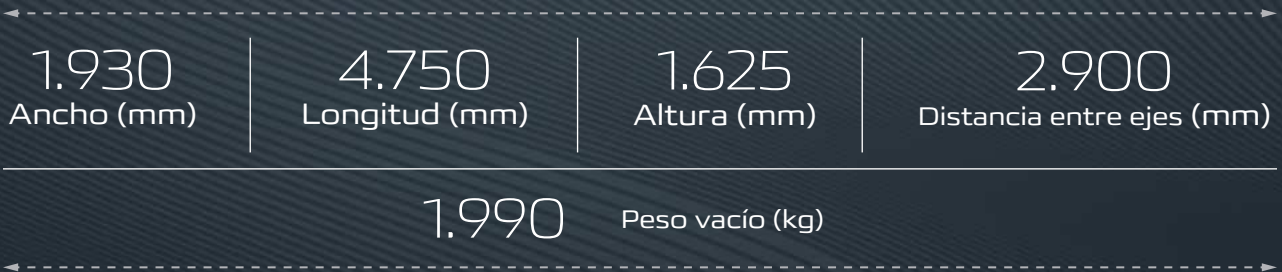 1.930 4.750 1.625 2.900
Ancho (mm) Longitud (mm) Altura (mm) Distancia entre ejes (mm)
1.990 Peso vacío (kg)